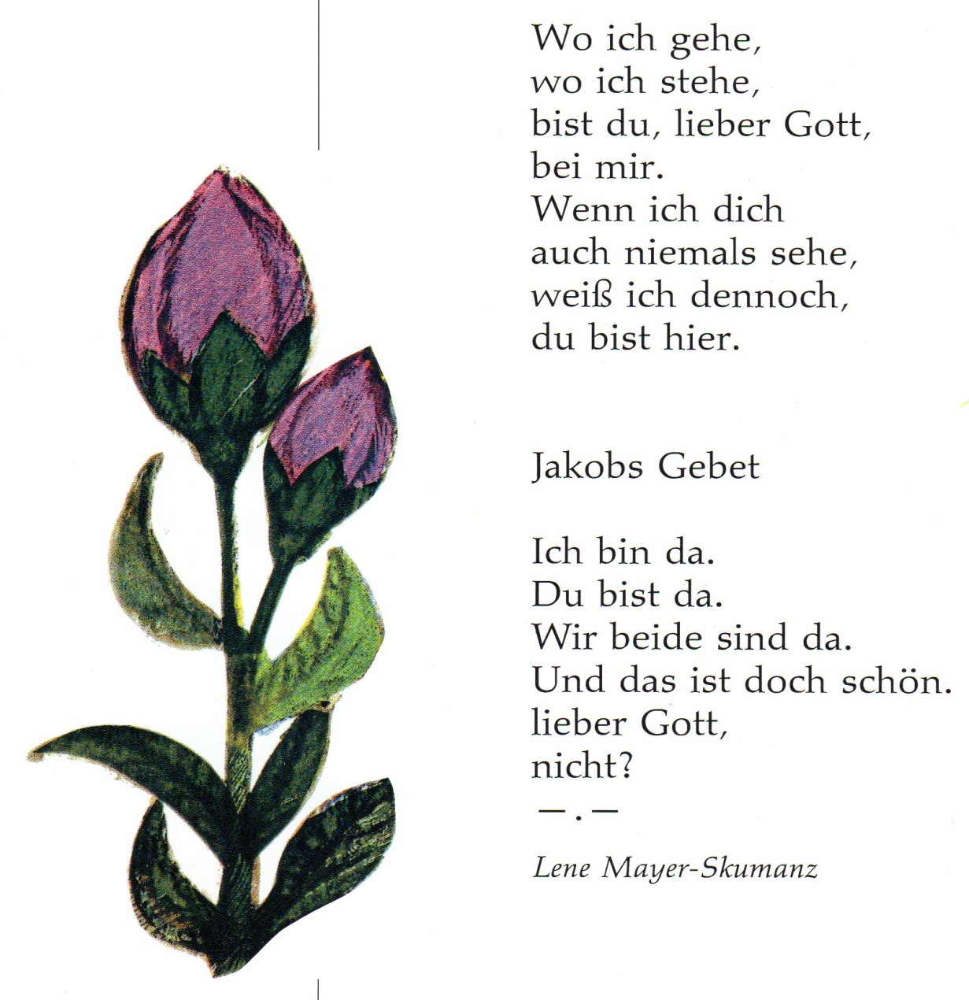 Wo ich gehe,
wo ich stehe,
bist du, lieber Gott,
bei mir.
Wenn ich dich
auch niemals sehe,
weiß ich dennoch,
du bist hier.
Jakobs Gebet
Ich bin da.
Du bist da.
Wir beide sind da.
Und das ist doch schön.
lieber Gott,
nicht?
— . —
Lene Mayer-Skumanz